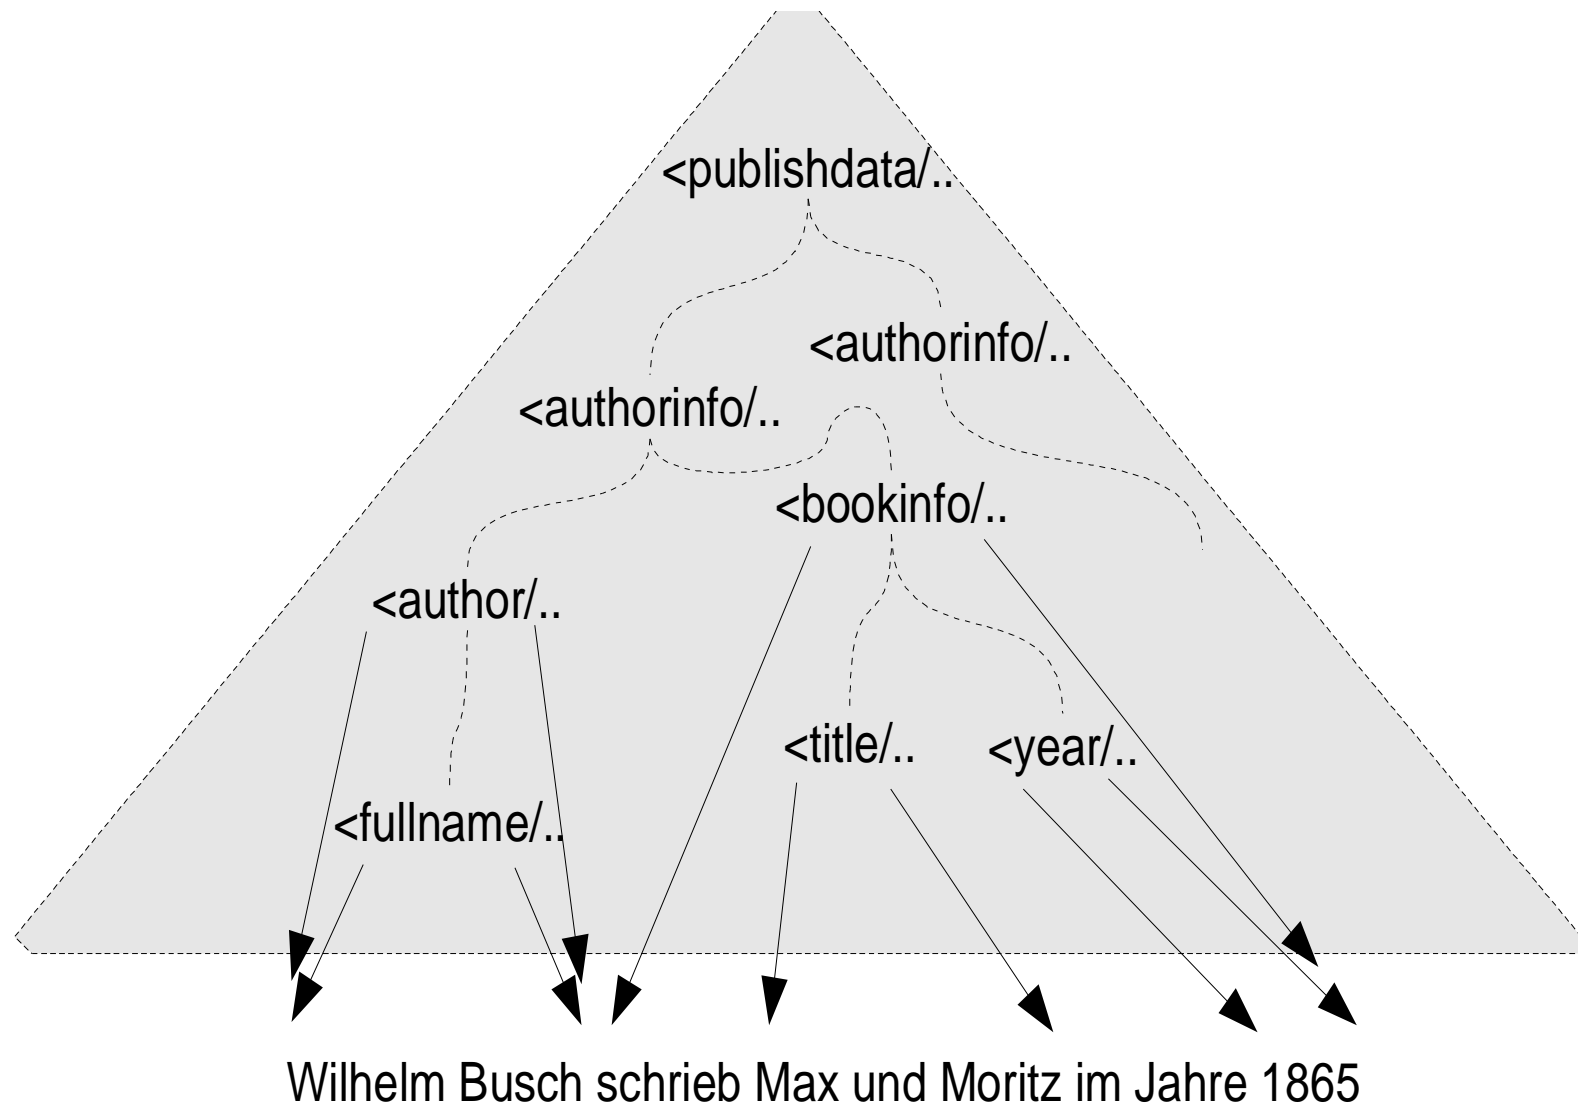 <publishdata/..
<authorinfo/..
<authorinfo/..
<bookinfo/..
<author/..
<title/..
<year/..
<fullname/..
Wilhelm Busch schrieb Max und Moritz im Jahre 1865